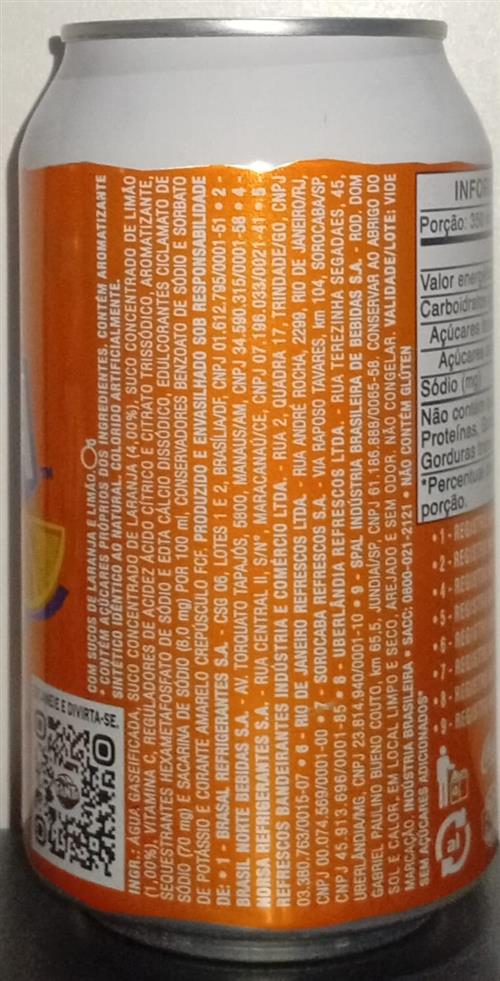 COM SUCOS DE LARANJA E LIMÃO
• CONTÉM AÇÚCARES PRÓPRIOS DOS INGREDIENTES. CONTÉM AROMATIZANTE
SINTÉTICO IDÊNTICO AO NATURAL. COLORIDO ARTIFICIALMENTE.
INGR.: ÁGUA GASEIFICADA, SUCO CONCENTRADO DE LARANJA (4,00%), SUCO CONCENTRADO DE LIMÃO
(1,00%), VITAMINA C, REGULADORES DE ACIDEZ ÁCIDO CÍTRICO E CITRATO TRISSÓDICO, AROMATIZANTE,
SEQUESTRANTES HEXAMETAFOSFATO DE SÓDIO E EDTA CÁLCIO DISSÓDICO, EDULCORANTES CICLAMATO DE
SÓDIO (70 mg) E SACARINA DE SÓDIO (8,0 mg) POR 100 ml, CONSERVADORES BENZOATO DE SÓDIO E SORBATO
DE POTÁSSIO E CORANTE AMARELO CREPÚSCULO FCF. PRODUZIDO E ENVASILHADO SOB RESPONSABILIDADE
DE: • 1 - BRASAL REFRIGERANTES S.A. - CSG 06, LOTES 1 E 2, BRASÍLIA/DF, CNPJ 01.612.795/0001-51 • 2 -
BRASIL NORTE BEBIDAS S.A. - AV. TORQUATO TAPAJÓS, 5800, MANAUS/AM, CNPJ 34.590.315/0001-58 • 4 -
NORSA REFRIGERANTES S.A. - RUA CENTRAL II, S/Nº, MARACANAÚ/CE, CNPJ 07.196.033/0021-41 • 5 -
REFRESCOS BANDEIRANTES INDÚSTRIA E COMÉRCIO LTDA. - RUA 2, QUADRA 17, TRINDADE/GO, CNPJ
03.380.763/0015-07 • 6 - RIO DE JANEIRO REFRESCOS LTDA. - RUA ANDRÉ ROCHA, 2299, RIO DE JANEIRO/RJ,
CNPJ 00.074.569/0001-00 • 7 - SOROCABA REFRESCOS S.A. - VIA RAPOSO TAVARES, km 104, SOROCABA/SP,
CNPJ 45.913.696/0001-85 • 8 - UBERLÂNDIA REFRESCOS LTDA. - RUA TEREZINHA SEGADAES, 45,
UBERLÂNDIA/MG, CNPJ 23.814.940/0001-10 • 9 - SPAL INDÚSTRIA BRASILEIRA DE BEBIDAS S.A. - ROD. DOM
GABRIEL PAULINO BUENO COUTO, km 65,5, JUNDIAÍ/SP, CNPJ 61.186.888/0065-58. CONSERVAR AO ABRIGO DO
SOL E CALOR, EM LOCAL LIMPO E SECO, AREJADO E SEM ODOR. NÃO CONGELAR. VALIDADE/LOTE: VIDE
MARCAÇÃO. INDÚSTRIA BRASILEIRA • SACC: 0800-021-2121 • NÃO CONTÉM GLÚTEN
SEM AÇÚCARES ADICIONADOS*
E DIVIRTA-SE.
Porção: 350
Valor
Açúcares
Açúcares
Sódio (mg)
Não
Proteínas,
Gorduras
porção.
• 1 -
• 2 -
• 4 -
• 5 -
• 6 -
• 7 -
• 8 -
• 9 -
TM